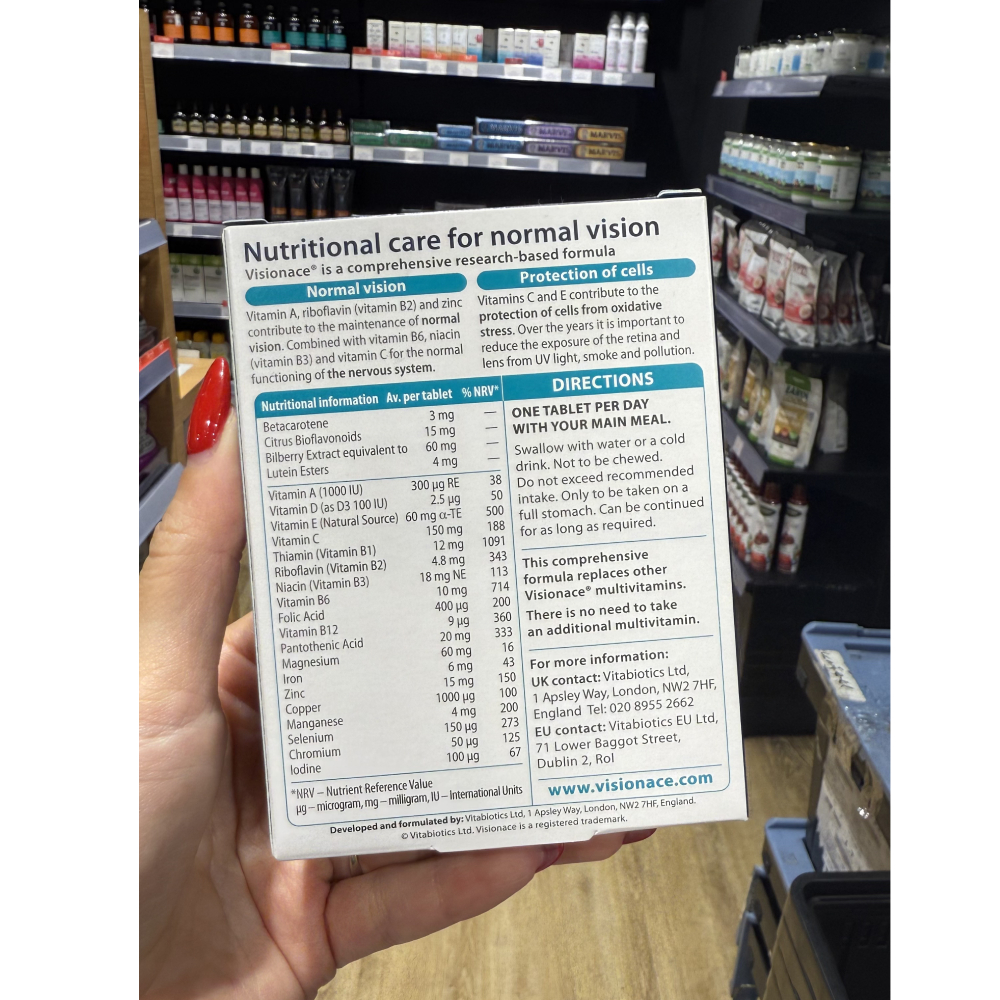 Nutritional care for normal vision
Visionace® is a comprehensive research-based formula
Normal vision
Vitamin A, riboflavin (vitamin B2) and zinc
contribute to the maintenance of normal
vision. Combined with vitamin B6, niacin
(vitamin B3) and vitamin C for the normal
functioning of the nervous system.
Protection of cells
Vitamins C and E contribute to the
protection of cells from oxidative
stress. Over the years it is important to
reduce the exposure of the retina and
lens from UV light, smoke and pollution.
Nutritional information Av. per tablet % NRV*
Betacarotene 3 mg —
Citrus Bioflavonoids 15 mg —
Bilberry Extract equivalent to 60 mg —
Lutein Esters 4 mg —
Vitamin A (1000 IU) 300 µg RE 38
Vitamin D (as D3 100 IU) 2.5 µg 50
Vitamin E (Natural Source) 60 mg α-TE 500
Vitamin C 150 mg 188
Thiamin (Vitamin B1) 12 mg 1091
Riboflavin (Vitamin B2) 4.8 mg 343
Niacin (Vitamin B3) 18 mg NE 113
Vitamin B6 10 mg 714
Folic Acid 400 µg 200
Vitamin B12 9 µg 360
Pantothenic Acid 20 mg 333
Magnesium 60 mg 16
Iron 6 mg 43
Zinc 15 mg 150
Copper 1000 µg 100
Manganese 4 mg 200
Selenium 150 µg 273
Chromium 50 µg 125
Iodine 100 µg 67
*NRV – Nutrient Reference Value
µg – microgram, mg – milligram, IU – International Units
DIRECTIONS
ONE TABLET PER DAY
WITH YOUR MAIN MEAL.
Swallow with water or a cold
drink. Not to be chewed.
Do not exceed recommended
intake. Only to be taken on a
full stomach. Can be continued
for as long as required.
This comprehensive
formula replaces other
Visionace® multivitamins.
There is no need to take
an additional multivitamin.
For more information:
UK contact: Vitabiotics Ltd,
1 Apsley Way, London, NW2 7HF,
England Tel: 020 8955 2662
EU contact: Vitabiotics EU Ltd,
71 Lower Baggot Street,
Dublin 2, RoI
www.visionace.com
Developed and formulated by: Vitabiotics Ltd, 1 Apsley Way, London, NW2 7HF, England.
© Vitabiotics Ltd. Visionace is a registered trademark.
MARVIS
MARVIS
MARVIS
MARVIS